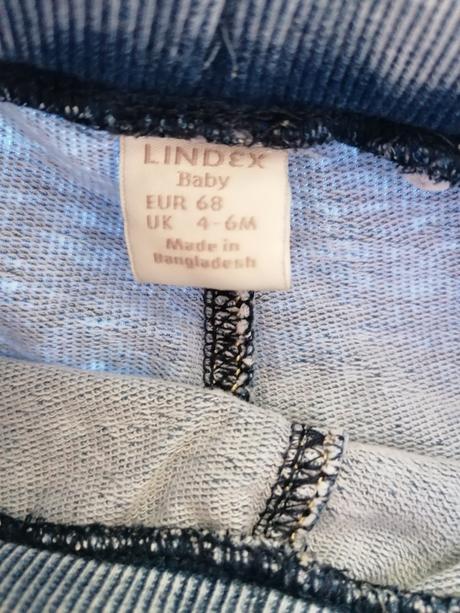 LINDEX
Baby
EUR 68
UK 4-6M
Made in
Bangladesh